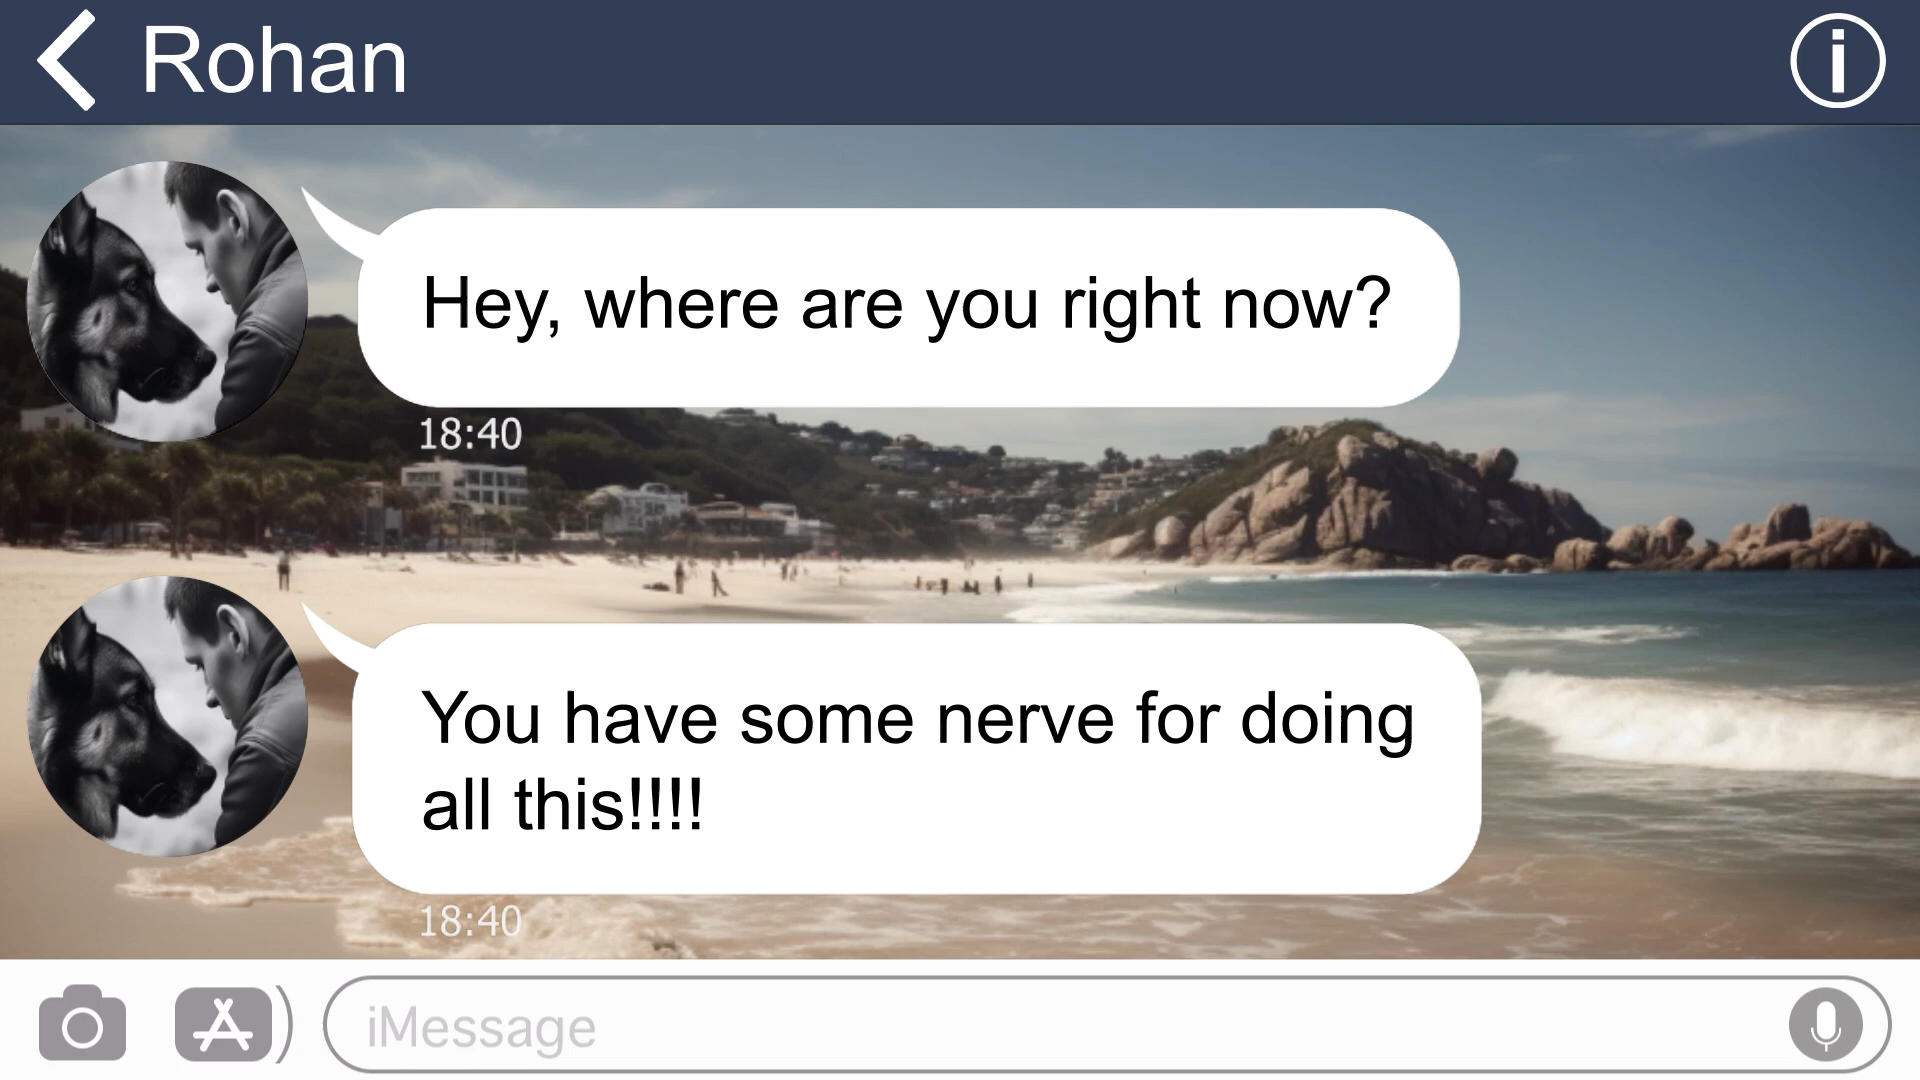 Rohan
Hey, where are you right now?
18:40
You have some nerve for doing
all this!!!!
18:40
iMessage